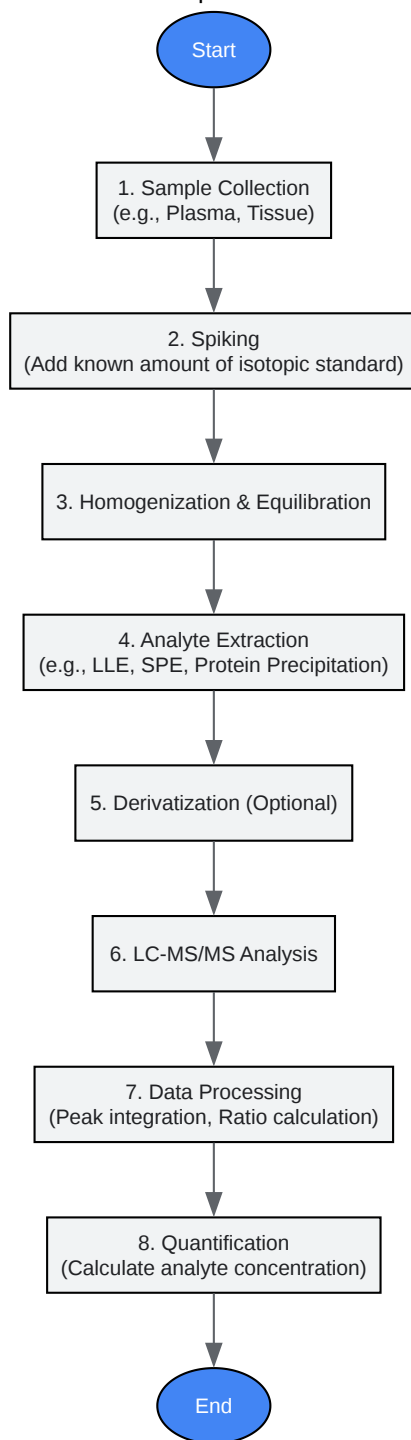 Start
1. Sample Collection
(e.g., Plasma, Tissue)
2. Spiking
(Add known amount of isotopic standard)
3. Homogenization & Equilibration
4. Analyte Extraction
(e.g., LLE, SPE, Protein Precipitation)
5. Derivatization (Optional)
6. LC-MS/MS Analysis
7. Data Processing
(Peak integration, Ratio calculation)
8. Quantification
(Calculate analyte concentration)
End